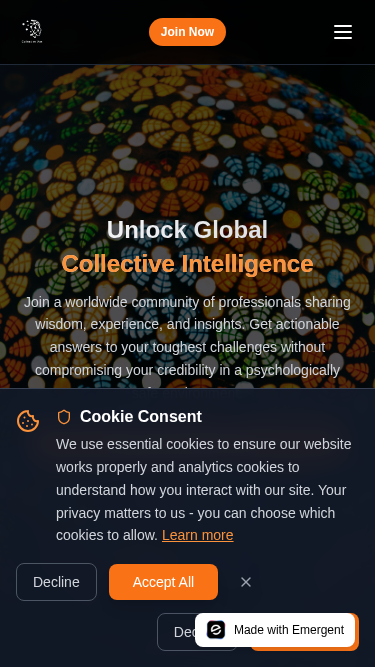 Join Now
Unlock Global
Collective Intelligence
Join a worldwide community of professionals sharing
wisdom, experience, and insights. Get actionable
answers to your toughest challenges without
compromising your credibility in a psychologically
Cookie Consent
We use essential cookies to ensure our website
works properly and analytics cookies to
understand how you interact with our site. Your
privacy matters to us - you can choose which
cookies to allow. Learn more
Decline
Accept All
Made with Emergent